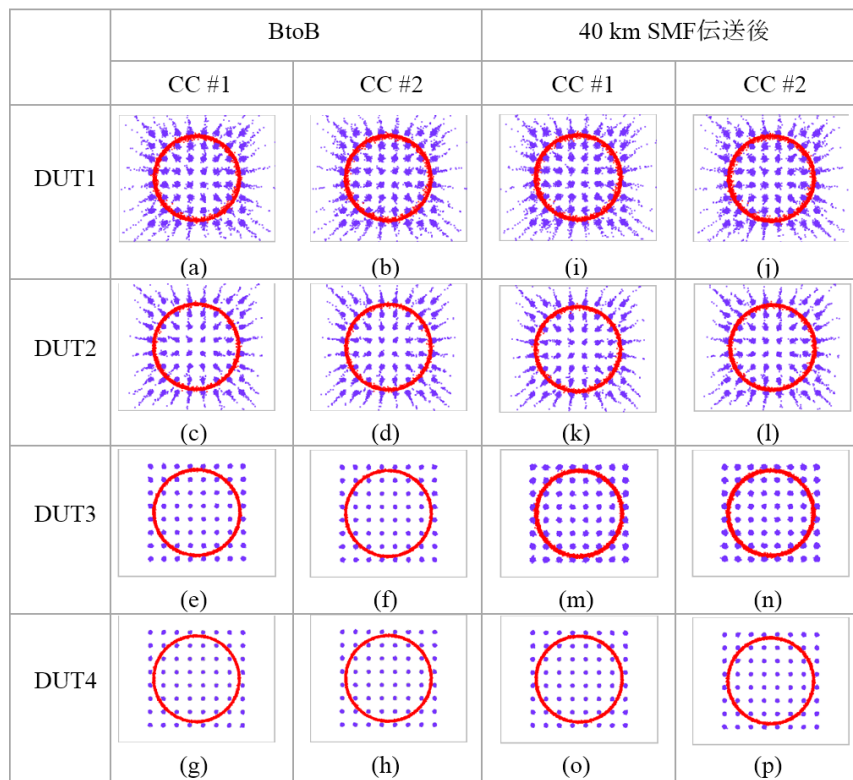 BtoB 40 km SMF伝送後
CC #1 CC #2 CC #1 CC #2
DUT1
(a) (b) (i) (j)
DUT2
(c) (d) (k) (l)
DUT3
(e) (f) (m) (n)
DUT4
(g) (h) (o) (p)